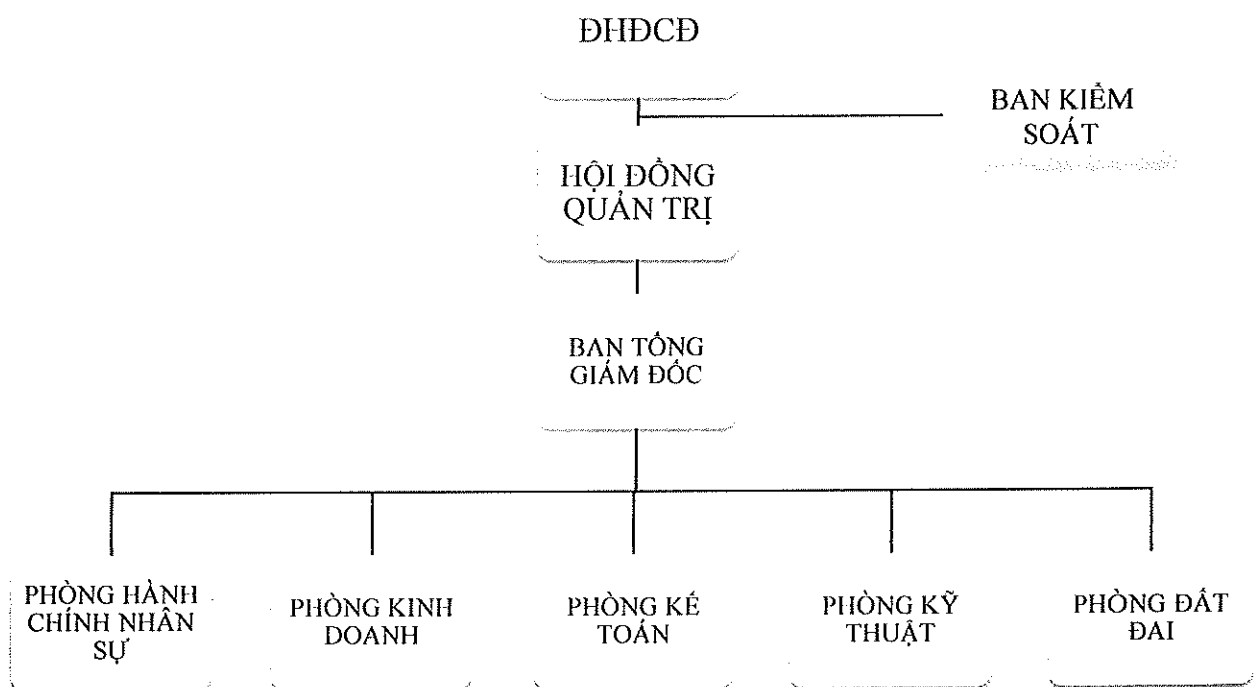 ĐHĐCĐ
BAN KIỂM
SOÁT
HỘI ĐỒNG
QUẢN TRỊ
BAN TỔNG
GIÁM ĐỐC
PHÒNG HÀNH
CHÍNH NHÂN
SỰ
PHÒNG KINH
DOANH
PHÒNG KẾ
TOÁN
PHÒNG KỸ
THUẬT
PHÒNG ĐẤT
ĐAI